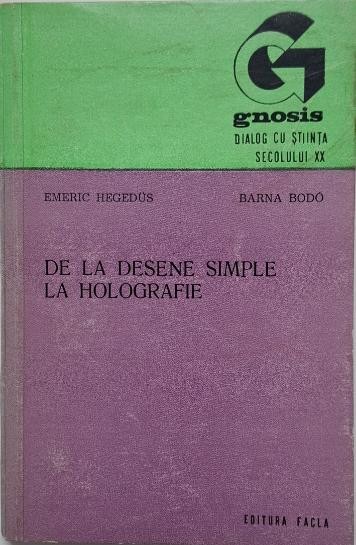 G
gnosis
DIALOG CU ȘTIINȚA
SECOLULUI XX
EMERIC HEGEDÜS BARNA BODÓ
DE LA DESENE SIMPLE
LA HOLOGRAFIE
EDITURA FACLA